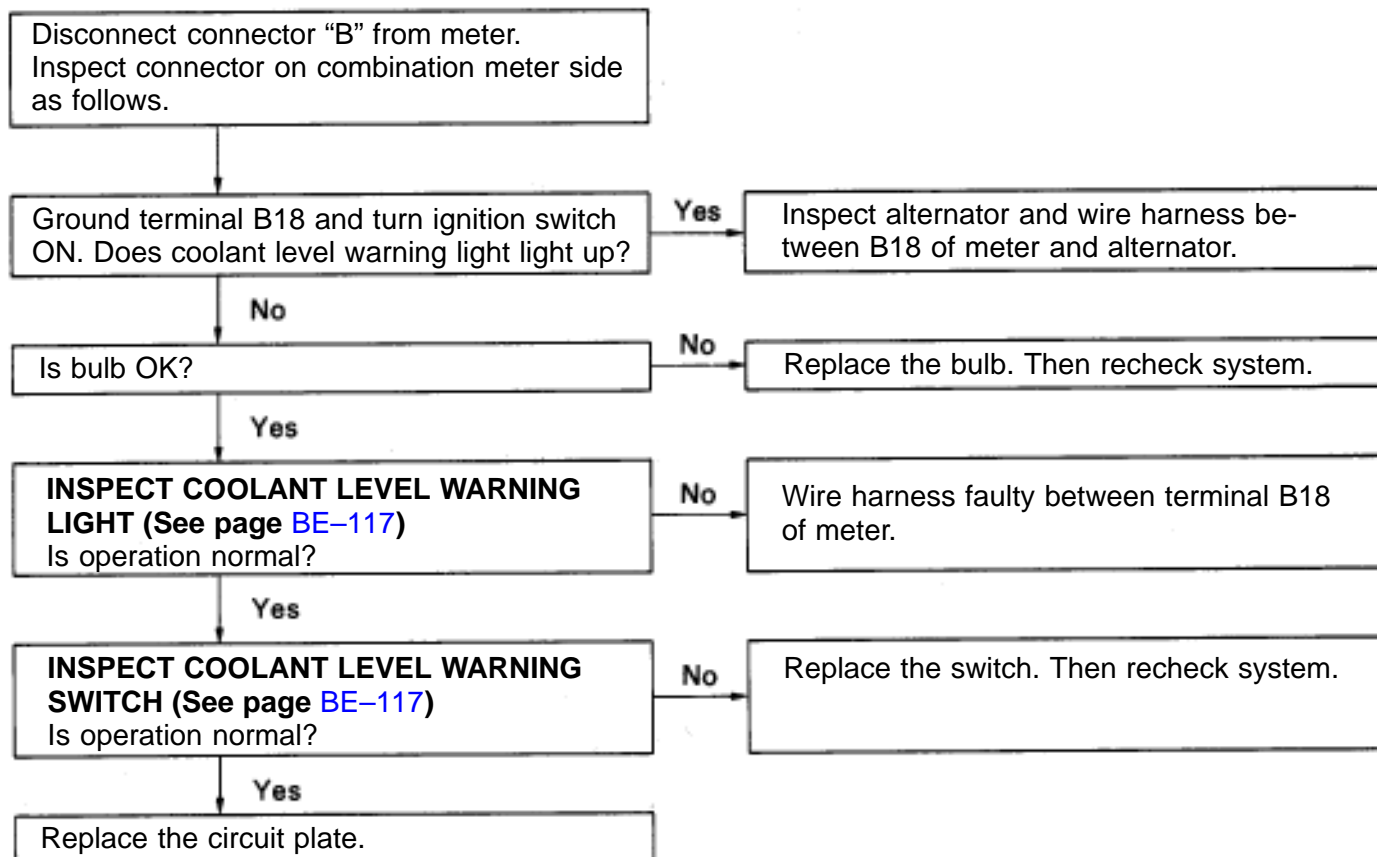 Disconnect connector “B” from meter.
Inspect connector on combination meter side
as follows.
Ground terminal B18 and turn ignition switch
ON. Does coolant level warning light light up?
Yes
Inspect alternator and wire harness be-
tween B18 of meter and alternator.
No
Is bulb OK?
No
Replace the bulb. Then recheck system.
Yes
INSPECT COOLANT LEVEL WARNING
LIGHT (See page BE–117)
Is operation normal?
No
Wire harness faulty between terminal B18
of meter.
Yes
INSPECT COOLANT LEVEL WARNING
SWITCH (See page BE–117)
Is operation normal?
No
Replace the switch. Then recheck system.
Yes
Replace the circuit plate.